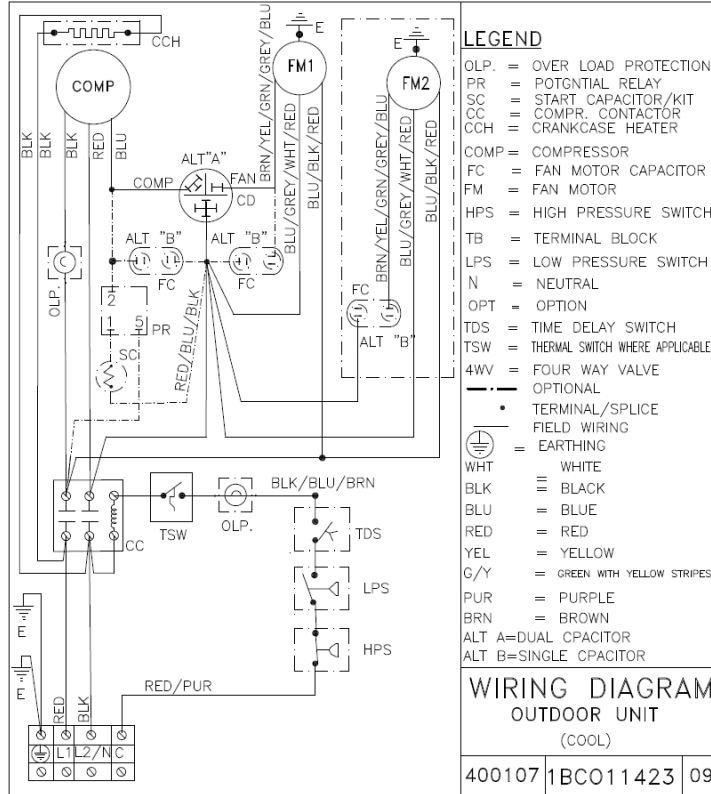 CCH
E
E
COMP
FM1
FM2
BLK
BLK
BLK
RED
BLU
BRN/YEL/GRN/GREY/BLU
BLU/GREY/WHT/RED
BLU/BLK/RED
BRN/YEL/GRN/GREY/BLU
BLU/GREY/WHT/RED
BLU/BLK/RED
ALT"A"
COMP
FAN
CD
ALT "B"
ALT "B"
FC
FC
FC
ALT "B"
OLP.
2
1
5
PR
SC
RED/BLU/BLK
CC
TSW
OLP.
BLK/BLU/BRN
TDS
LPS
HPS
E
E
RED
BLK
RED/PUR
L1
L2/N
C
LEGEND
OLP. = OVER LOAD PROTECTION
PR = POTGNTIAL RELAY
SC = START CAPACITOR/KIT
CC = COMPR. CONTACTOR
CCH = CRANKCASE HEATER
COMP = COMPRESSOR
FC = FAN MOTOR CAPACITOR
FM = FAN MOTOR
HPS = HIGH PRESSURE SWITCH
TB = TERMINAL BLOCK
LPS = LOW PRESSURE SWITCH
N = NEUTRAL
OPT = OPTION
TDS = TIME DELAY SWITCH
TSW = THERMAL SWITCH WHERE APPLICABLE
4WV = FOUR WAY VALVE
OPTIONAL
• TERMINAL/SPLICE
FIELD WIRING
= EARTHING
WHT = WHITE
BLK = BLACK
BLU = BLUE
RED = RED
YEL = YELLOW
G/Y = GREEN WITH YELLOW STRIPES
PUR = PURPLE
BRN = BROWN
ALT A=DUAL CPACITOR
ALT B=SINGLE CPACITOR
WIRING DIAGRAM
OUTDOOR UNIT
(COOL)
400107 1BCO11423 09